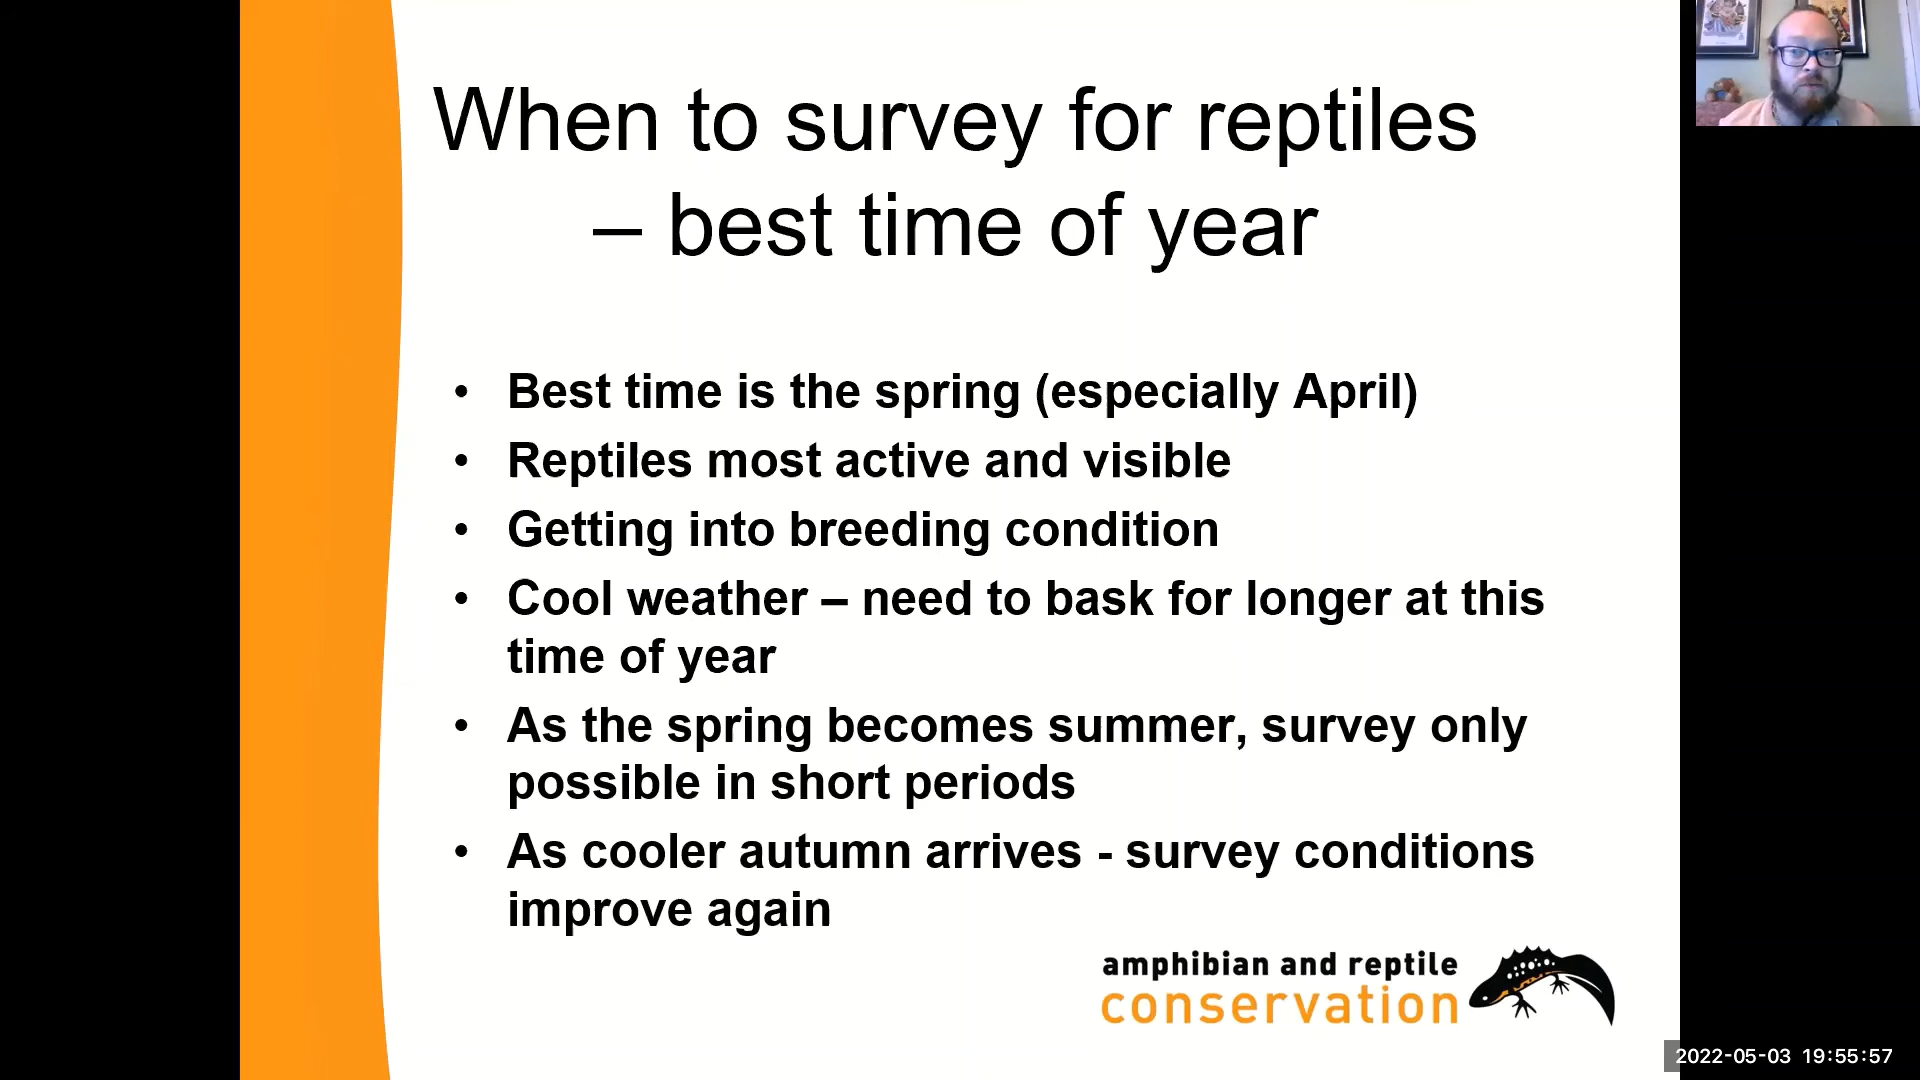 When to survey for reptiles
– best time of year
• Best time is the spring (especially April)
• Reptiles most active and visible
• Getting into breeding condition
• Cool weather – need to bask for longer at this
time of year
• As the spring becomes summer, survey only
possible in short periods
• As cooler autumn arrives - survey conditions
improve again
amphibian and reptile
conservation
2022-05-03 19:55:57